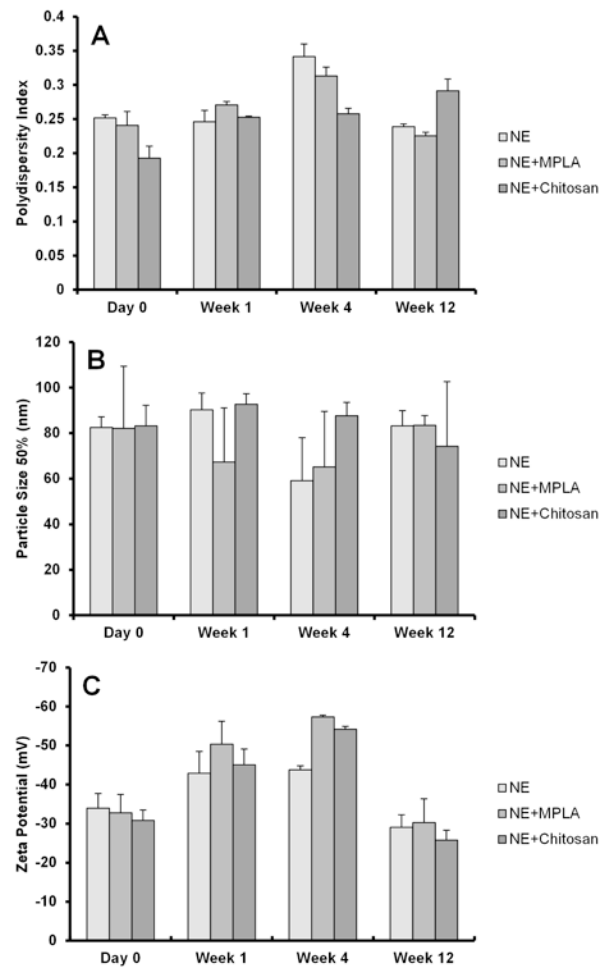 A
Polydispersity Index
0.4
0.35
0.3
0.25
0.2
0.15
0.1
0.05
0
Day 0 Week 1 Week 4 Week 12
NE
NE+MPLA
NE+Chitosan
B
Particle Size 50% (nm)
120
100
80
60
40
20
0
Day 0 Week 1 Week 4 Week 12
NE
NE+MPLA
NE+Chitosan
C
Zeta Potential (mV)
-70
-60
-50
-40
-30
-20
-10
0
Day 0 Week 1 Week 4 Week 12
NE
NE+MPLA
NE+Chitosan